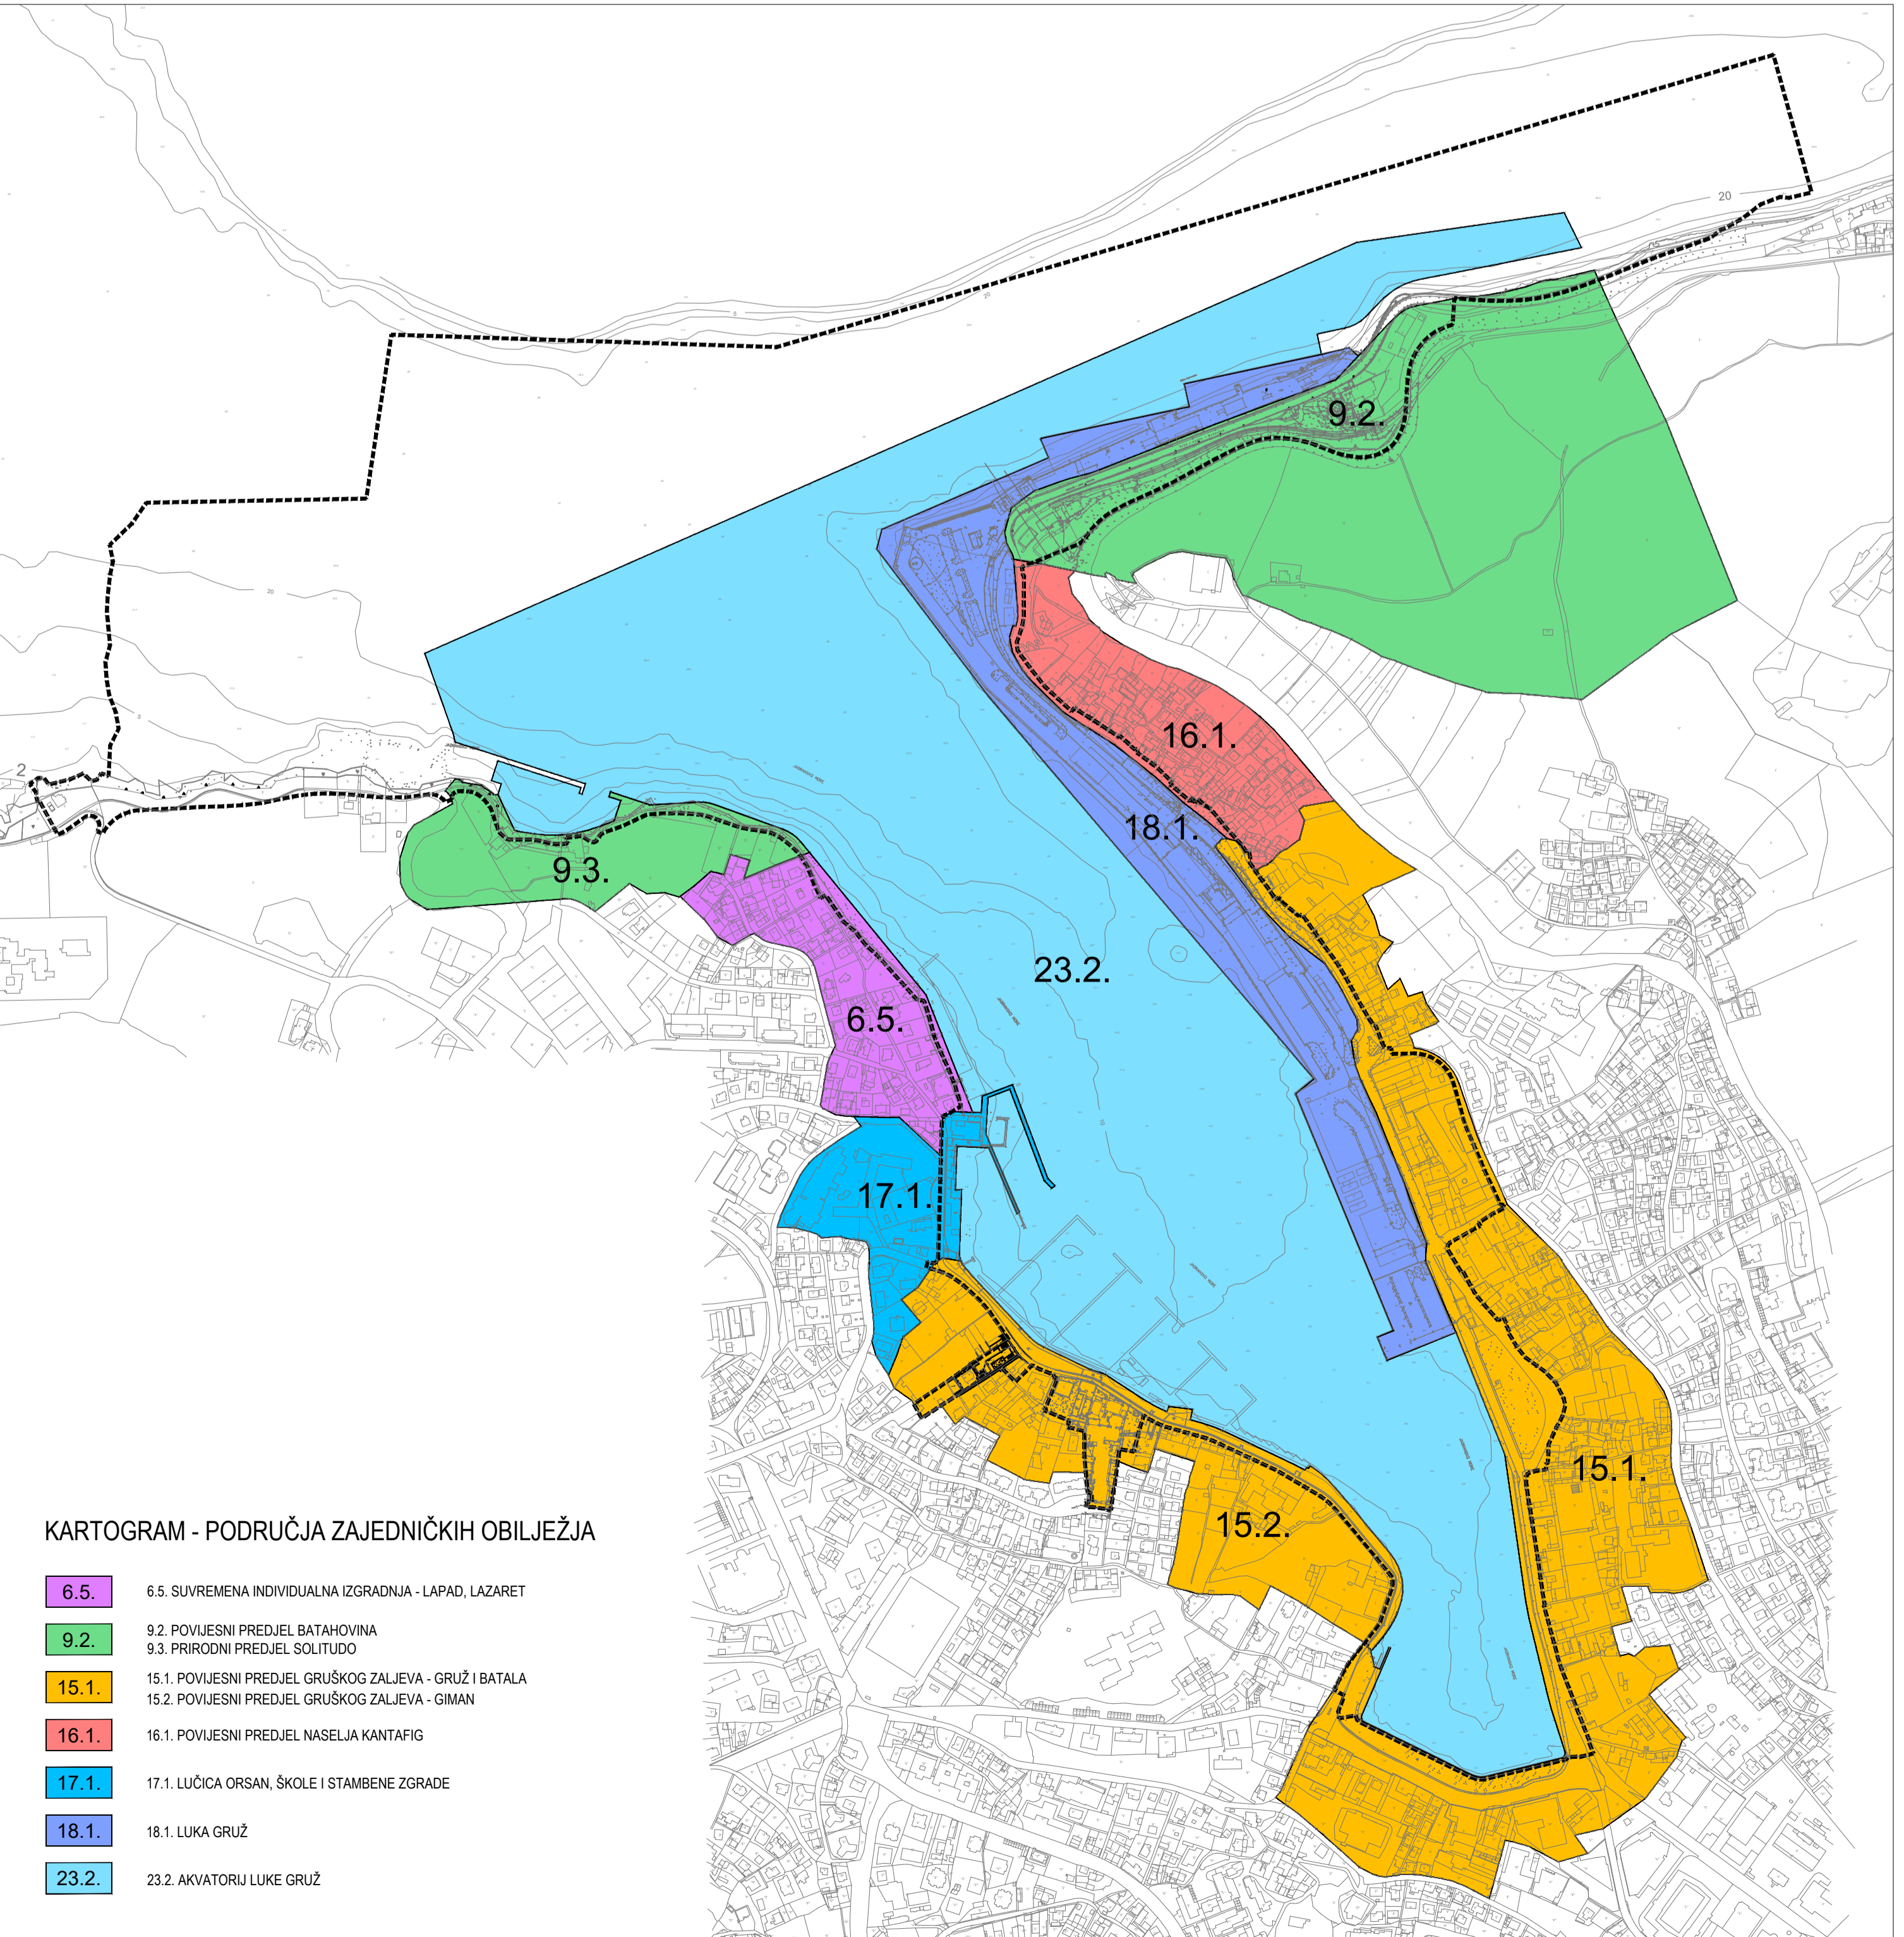 20
20
20
9.2.
16.1.
18.1.
2
9.3.
23.2.
6.5.
17.1.
15.1.
15.2.
KARTOGRAM - PODRUČJA ZAJEDNIČKIH OBILJEŽJA
6.5. 6.5. SUVREMENA INDIVIDUALNA IZGRADNJA - LAPAD, LAZARET
9.2. 9.2. POVIJESNI PREDJEL BATAHOVINA
9.3. PRIRODNI PREDJEL SOLITUDO
15.1. 15.1. POVIJESNI PREDJEL GRUŠKOG ZALJEVA - GRUŽ I BATALA
15.2. POVIJESNI PREDJEL GRUŠKOG ZALJEVA - GIMAN
16.1. 16.1. POVIJESNI PREDJEL NASELJA KANTAFIG
17.1. 17.1. LUČICA ORSAN, ŠKOLE I STAMBENE ZGRADE
18.1. 18.1. LUKA GRUŽ
23.2. 23.2. AKVATORIJ LUKE GRUŽ